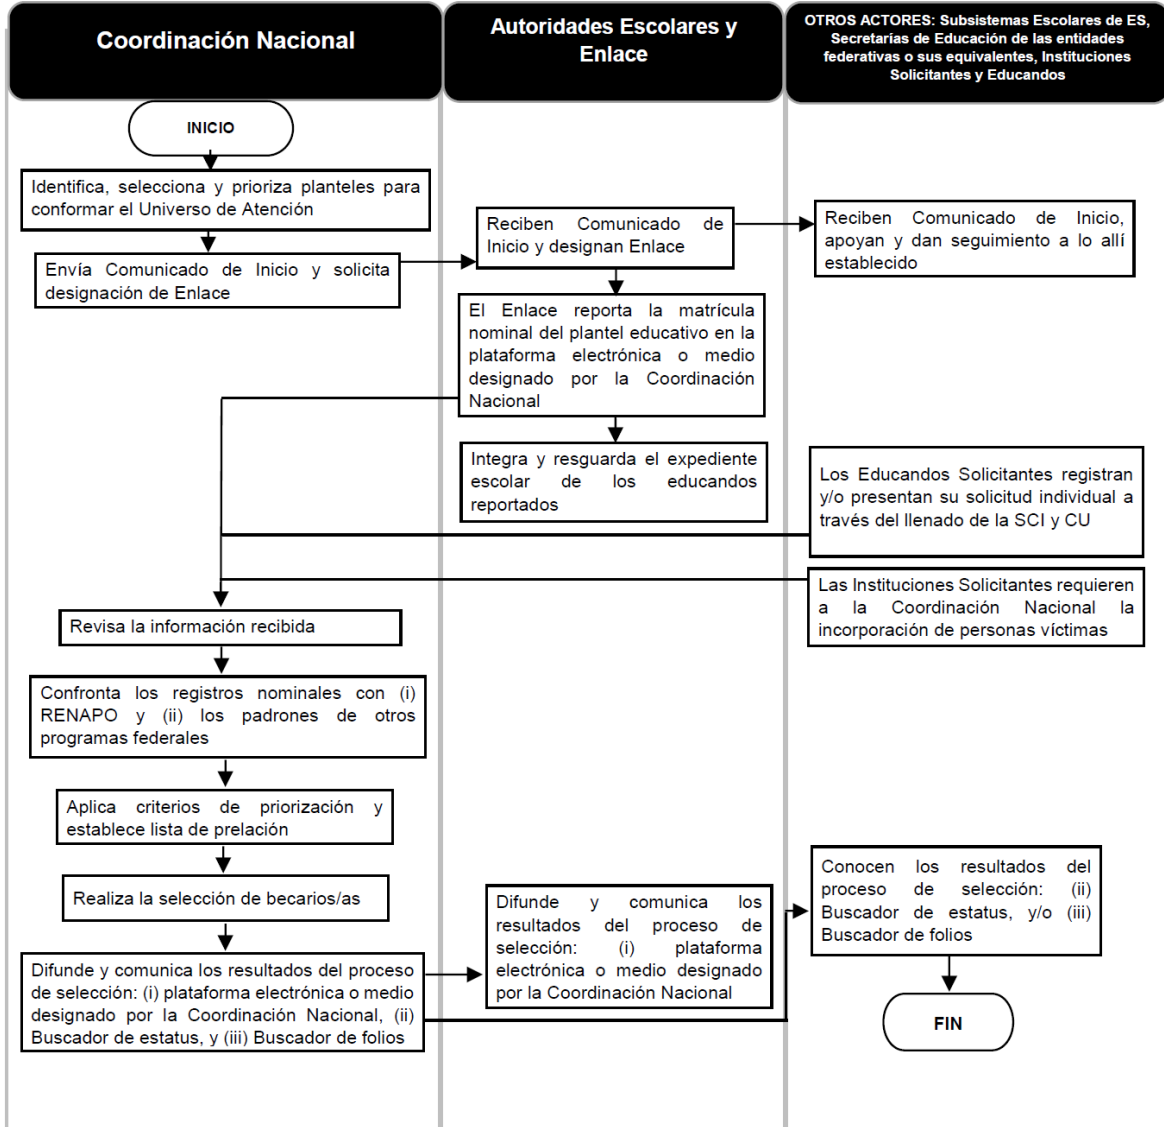 Coordinación Nacional
Autoridades Escolares y
Enlace
OTROS ACTORES: Subsistemas Escolares de ES,
Secretarías de Educación de las entidades
federativas o sus equivalentes, Instituciones
Solicitantes y Educandos
INICIO
Identifica, selecciona y prioriza planteles para
conformar el Universo de Atención
Envía Comunicado de Inicio y solicita
designación de Enlace
Reciben Comunicado de
Inicio y designan Enlace
Reciben Comunicado de Inicio,
apoyan y dan seguimiento a lo allí
establecido
El Enlace reporta la matrícula
nominal del plantel educativo en la
plataforma electrónica o medio
designado por la Coordinación
Nacional
Integra y resguarda el expediente
escolar de los educandos
reportados
Los Educandos Solicitantes registran
y/o presentan su solicitud individual a
través del llenado de la SCI y CU
Las Instituciones Solicitantes requieren
a la Coordinación Nacional la
incorporación de personas víctimas
Revisa la información recibida
Confronta los registros nominales con (i)
RENAPO y (ii) los padrones de otros
programas federales
Aplica criterios de priorización y
establece lista de prelación
Realiza la selección de becarios/as
Difunde y comunica los resultados del proceso
de selección: (i) plataforma electrónica o medio
designado por la Coordinación Nacional, (ii)
Buscador de estatus, y (iii) Buscador de folios
Difunde y comunica los
resultados del proceso de
selección: (i) plataforma
electrónica o medio designado
por la Coordinación Nacional
Conocen los resultados del
proceso de selección: (ii)
Buscador de estatus, y/o (iii)
Buscador de folios
FIN